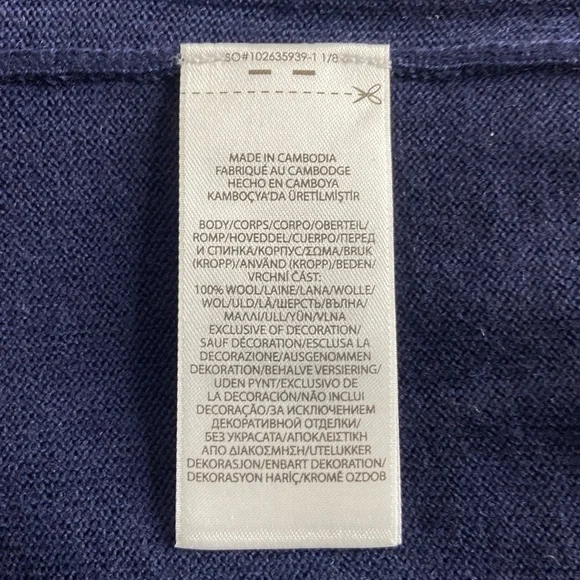 SO#102635939-1 1/8
MADE IN CAMBODIA
FABRIQUÉ AU CAMBODGE
HECHO EN CAMBOYA
KAMBOÇYA'DA ÜRETİLMİŞTİR
BODY/CORPS/CORPO/OBERTEIL/
ROMP/HOVEDDEL/CUERPO/ПЕРЕД
И СПИНКА/КОРПУС/ΣΩΜΑ/BRUK
(KROPP)/ANVÄND (KROPP)/BEDEN/
VRCHNÍ ČÁST:
100% WOOL/LAINE/LANA/WOLLE/
WOL/ULD/LÃ/ШЕРСТЬ/ВЪЛНА/
ΜΑΛΛΙ/ULL/YÜN/VLNA
EXCLUSIVE OF DECORATION/
SAUF DÉCORATION/ESCLUSA LA
DECORAZIONE/AUSGENOMMEN
DEKORATION/BEHALVE VERSIERING/
UDEN PYNT/EXCLUSIVO DE
LA DECORACIÓN/NÃO INCLUI
DECORAÇÃO/ЗА ИСКЛЮЧЕНИЕМ
ДЕКОРАТИВНОЙ ОТДЕЛКИ/
БЕЗ УКРАСАТА/ΑΠΟΚΛΕΙΣΤΙΚΗ
ΑΠΟ ΔΙΑΚΟΣΜΗΣΗ/UTELUKKER
DEKORASJON/ENBART DEKORATION/
DEKORASYON HARİÇ/KROMĚ OZDOB